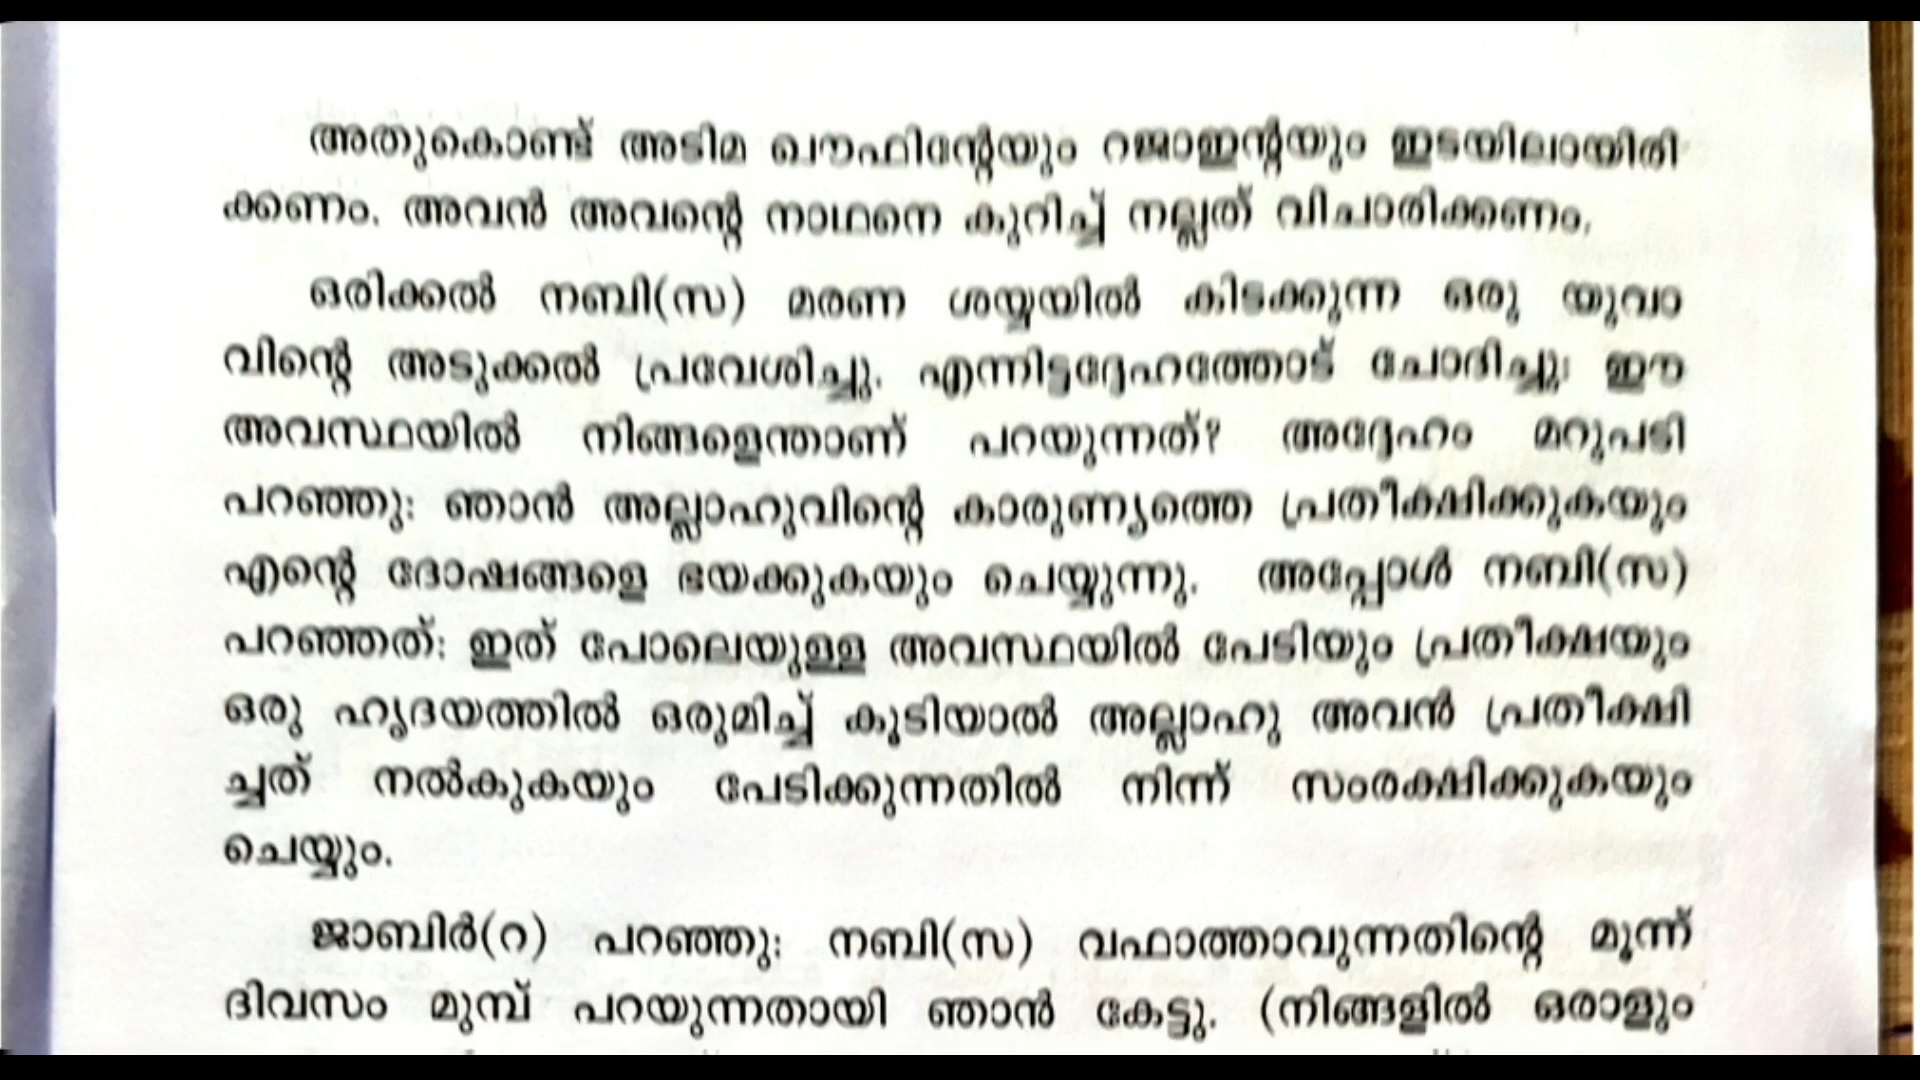 അതുകൊണ്ട് അടിമ ഖൗഫിന്റേയും റജാഇന്റേയും ഇടയിലായിരി
ക്കണം. അവൻ അവന്റെ നാഥനെ കുറിച്ച് നല്ലത് വിചാരിക്കണം.
ഒരിക്കൽ നബി(സ) മരണ ശയ്യയിൽ കിടക്കുന്ന ഒരു യുവാ
വിന്റെ അടുക്കൽ പ്രവേശിച്ചു. എന്നിട്ടദ്ദേഹത്തോട് ചോദിച്ചു: ഈ
അവസ്ഥയിൽ നിങ്ങളെന്താണ് പറയുന്നത്? അദ്ദേഹം മറുപടി
പറഞ്ഞു: ഞാൻ അല്ലാഹുവിന്റെ കാരുണ്യത്തെ പ്രതീക്ഷിക്കുകയും
എന്റെ ദോഷങ്ങളെ ഭയക്കുകയും ചെയ്യുന്നു. അപ്പോൾ നബി(സ)
പറഞ്ഞത്: ഇത് പോലെയുള്ള അവസ്ഥയിൽ പേടിയും പ്രതീക്ഷയും
ഒരു ഹൃദയത്തിൽ ഒരുമിച്ച് കൂടിയാൽ അല്ലാഹു അവൻ പ്രതീക്ഷി
ച്ചത് നൽകുകയും പേടിക്കുന്നതിൽ നിന്ന് സംരക്ഷിക്കുകയും
ചെയ്യും.
ജാബിർ(റ) പറഞ്ഞു: നബി(സ) വഫാത്താവുന്നതിന്റെ മൂന്ന്
ദിവസം മുമ്പ് പറയുന്നതായി ഞാൻ കേട്ടു. (നിങ്ങളിൽ ഒരാളും